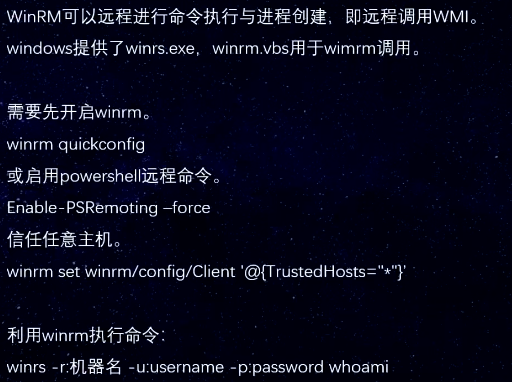 WinRM可以远程进行命令执行与进程创建，即远程调用WMI。
windows提供了winrs.exe，winrm.vbs用于wimrm调用。
需要先开启winrm。
winrm quickconfig
或启用powershell远程命令。
Enable-PSRemoting –force
信任任意主机。
winrm set winrm/config/Client '@{TrustedHosts="*"}'
利用winrm执行命令：
winrs -r:机器名 -u:username -p:password whoami